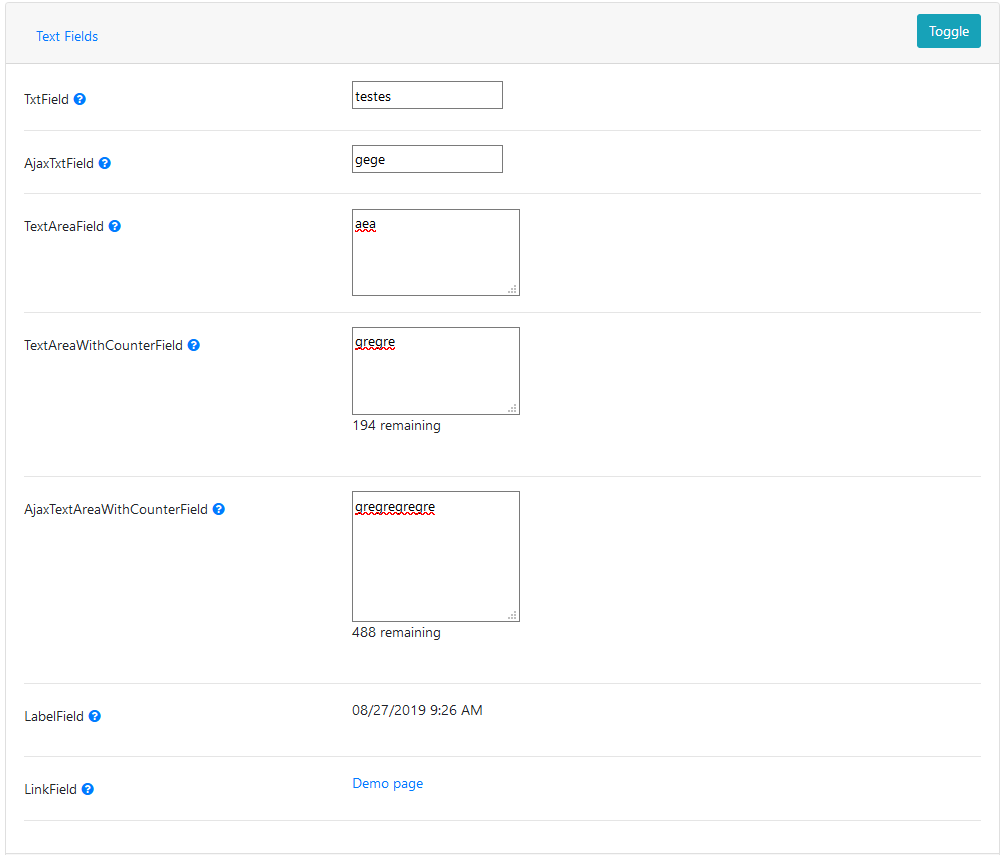 Text Fields
Toggle
TxtField
testes
AjaxTxtField
gege
TextAreaField
aea
TextAreaWithCounterField
gregre
194 remaining
AjaxTextAreaWithCounterField
gregregregre
488 remaining
LabelField
08/27/2019 9:26 AM
LinkField
Demo page